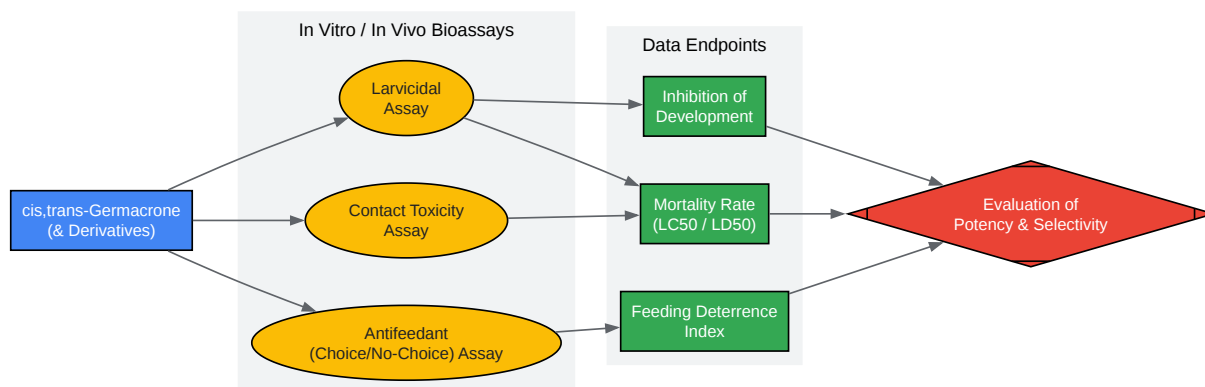 In Vitro / In Vivo Bioassays
Data Endpoints
Larvicidal
Assay
Inhibition of
Development
cis,trans-Germacrone
(& Derivatives)
Contact Toxicity
Assay
Mortality Rate
(LC50 / LD50)
Evaluation of
Potency & Selectivity
Antifeedant
(Choice/No-Choice) Assay
Feeding Deterrence
Index